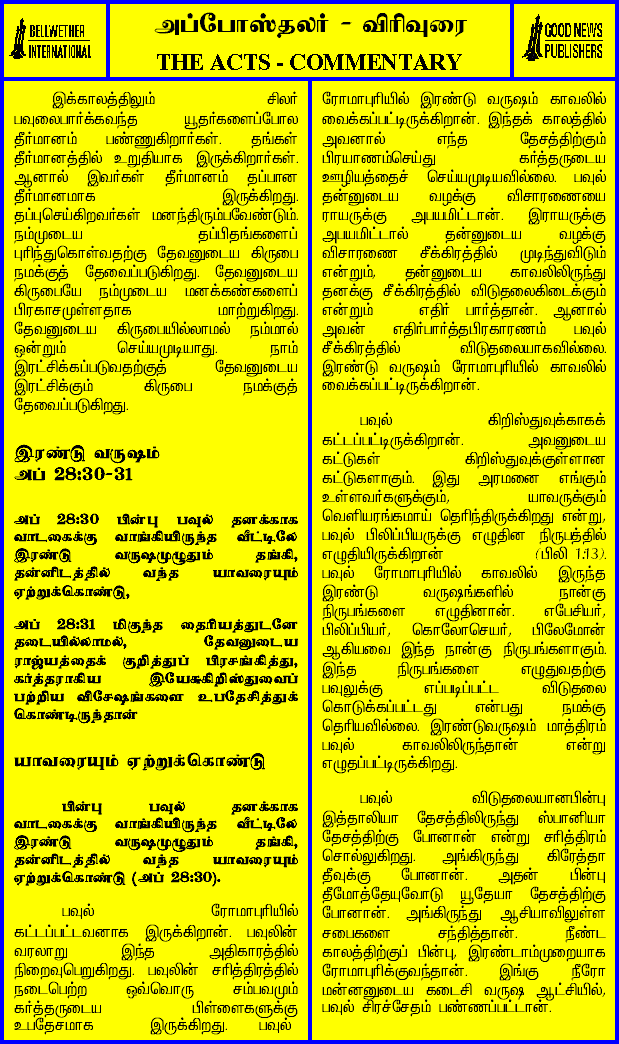 BELLWETHER
INTERNATIONAL
அப்போஸ்தலர் - விரிவுரை
THE ACTS - COMMENTARY
GOOD NEWS
PUBLISHERS
இக்காலத்திலும் சிலர்
பவுலைபார்க்கவந்த யூதர்களைப்போல
தீர்மானம் பண்ணுகிறார்கள். தங்கள்
தீர்மானத்தில் உறுதியாக இருக்கிறார்கள்.
ஆனால் இவர்கள் தீர்மானம் தப்பான
தீர்மானமாக இருக்கிறது.
தப்புசெய்கிறவர்கள் மனந்திரும்பவேண்டும்.
நம்முடைய தப்பிதங்களைப்
புரிந்துகொள்வதற்கு தேவனுடைய கிருபை
நமக்குத் தேவைப்படுகிறது. தேவனுடைய
கிருபையே நம்முடைய மனக்கண்களைப்
பிரகாசமுள்ளதாக மாற்றுகிறது.
தேவனுடைய கிருபையில்லாமல் நம்மால்
ஒன்றும் செய்யமுடியாது. நாம்
இரட்சிக்கப்படுவதற்குத் தேவனுடைய
இரட்சிக்கும் கிருபை நமக்குத்
தேவைப்படுகிறது.
இரண்டு வருஷம்
அப் 28:30-31
அப் 28:30 பின்பு பவுல் தனக்காக
வாடகைக்கு வாங்கியிருந்த வீட்டிலே
இரண்டு வருஷமுழுதும் தங்கி,
தன்னிடத்தில் வந்த யாவரையும்
ஏற்றுக்கொண்டு,
அப் 28:31 மிகுந்த தைரியத்துடனே
தடையில்லாமல், தேவனுடைய
ராஜ்யத்தைக் குறித்துப் பிரசங்கித்து,
கர்த்தராகிய இயேசுகிறிஸ்துவைப்
பற்றிய விசேஷங்களை உபதேசித்துக்
கொண்டிருந்தான்
யாவரையும் ஏற்றுக்கொண்டு
பின்பு பவுல் தனக்காக
வாடகைக்கு வாங்கியிருந்த வீட்டிலே
இரண்டு வருஷமுழுதும் தங்கி,
தன்னிடத்தில் வந்த யாவரையும்
ஏற்றுக்கொண்டு (அப் 28:30).
பவுல் ரோமாபுரியில்
கட்டப்பட்டவனாக இருக்கிறான். பவுலின்
வரலாறு இந்த அதிகாரத்தில்
நிறைவுபெறுகிறது. பவுலின் சரித்திரத்தில்
நடைபெற்ற ஒவ்வொரு சம்பவமும்
கர்த்தருடைய பிள்ளைகளுக்கு
உபதேசமாக இருக்கிறது. பவுல்
ரோமாபுரியில் இரண்டு வருஷம் காவலில்
வைக்கப்பட்டிருக்கிறான். இந்தக் காலத்தில்
அவனால் எந்த தேசத்திற்கும்
பிரயாணம்செய்து கர்த்தருடைய
ஊழியத்தைச் செய்யமுடியவில்லை. பவுல்
தன்னுடைய வழக்கு விசாரணையை
ராயருக்கு அபயமிட்டான். இராயருக்கு
அபயமிட்டால் தன்னுடைய வழக்கு
விசாரணை சீக்கிரத்தில் முடிந்துவிடும்
என்றும், தன்னுடைய காவலிலிருந்து
தனக்கு சீக்கிரத்தில் விடுதலைகிடைக்கும்
என்றும் எதிர் பார்த்தான். ஆனால்
அவன் எதிர்பார்த்தபிரகாரணம் பவுல்
சீக்கிரத்தில் விடுதலையாகவில்லை.
இரண்டு வருஷம் ரோமாபுரியில் காவலில்
வைக்கப்பட்டிருக்கிறான்.
பவுல் கிறிஸ்துவுக்காகக்
கட்டப்பட்டிருக்கிறான். அவனுடைய
கட்டுகள் கிறிஸ்துவுக்குள்ளான
கட்டுகளாகும். இது அரமனை எங்கும்
உள்ளவர்களுக்கும், யாவருக்கும்
வெளியரங்கமாய் தெரிந்திருக்கிறது என்று,
பவுல் பிலிப்பியருக்கு எழுதின நிருபத்தில்
எழுதியிருக்கிறான் (பிலி 1:13).
பவுல் ரோமாபுரியில் காவலில் இருந்த
இரண்டு வருஷங்களில் நான்கு
நிருபங்களை எழுதினான். எபேசியர்,
பிலிப்பியர், கொலோசெயர், பிலேமோன்
ஆகியவை இந்த நான்கு நிருபங்களாகும்.
இந்த நிருபங்களை எழுதுவதற்கு
பவுலுக்கு எப்படிப்பட்ட விடுதலை
கொடுக்கப்பட்டது என்பது நமக்கு
தெரியவில்லை. இரண்டுவருஷம் மாத்திரம்
பவுல் காவலிலிருந்தான் என்று
எழுதப்பட்டிருக்கிறது.
பவுல் விடுதலையானபின்பு
இத்தாலியா தேசத்திலிருந்து ஸ்பானியா
தேசத்திற்கு போனான் என்று சரித்திரம்
சொல்லுகிறது. அங்கிருந்து கிரேத்தா
தீவுக்கு போனான். அதன் பின்பு
தீமோத்தேயுவோடு யூதேயா தேசத்திற்கு
போனான். அங்கிருந்து ஆசியாவிலுள்ள
சபைகளை சந்தித்தான். நீண்ட
காலத்திற்குப் பின்பு, இரண்டாம்முறையாக
ரோமாபுரிக்குவந்தான். இங்கு நீரோ
மன்னனுடைய கடைசி வருஷ ஆட்சியில்,
பவுல் சிரச்சேதம் பண்ணப்பட்டான்.